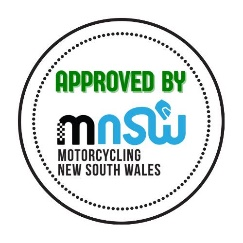 APPROVED BY
mnsw
MOTORCYCLING
NEW SOUTH WALES